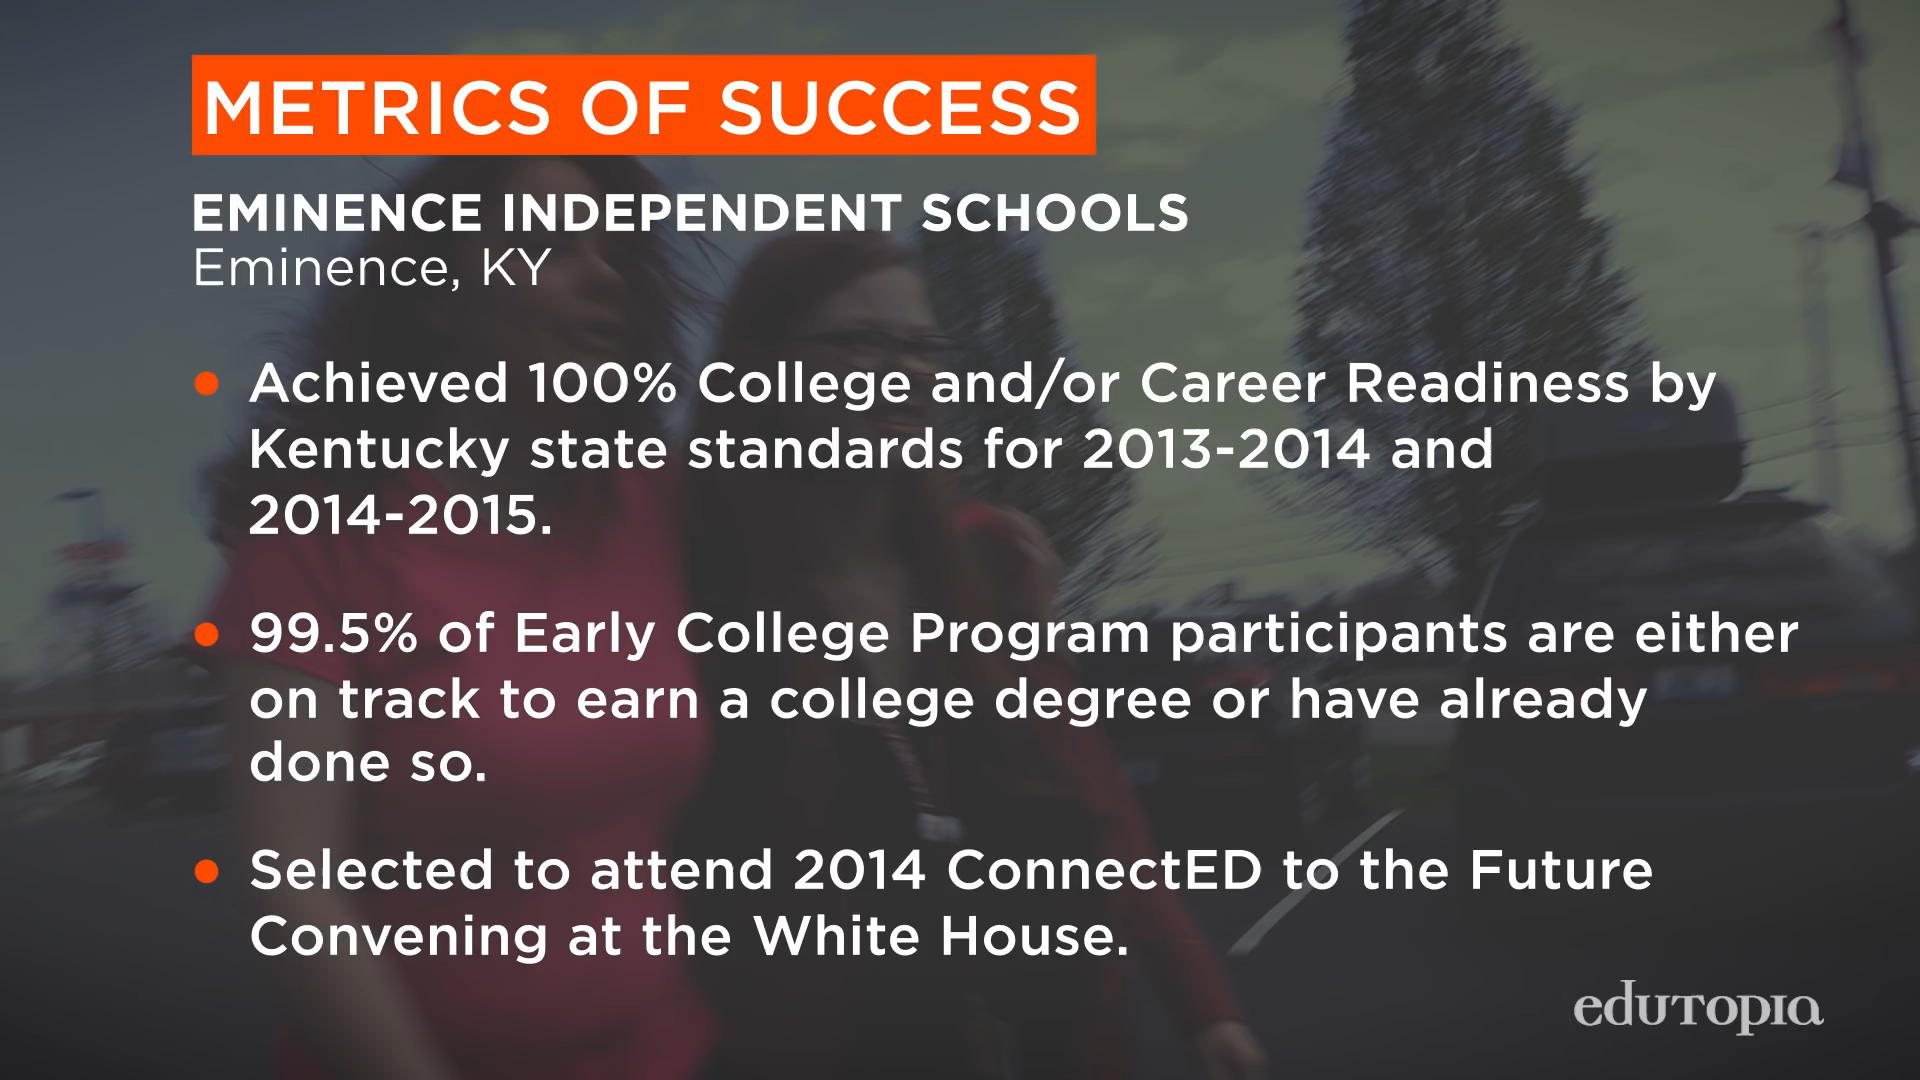 METRICS OF SUCCESS
EMINENCE INDEPENDENT SCHOOLS
Eminence, KY
• Achieved 100% College and/or Career Readiness by
Kentucky state standards for 2013-2014 and
2014-2015.
• 99.5% of Early College Program participants are either
on track to earn a college degree or have already
done so.
• Selected to attend 2014 ConnectED to the Future
Convening at the White House.
edutopia